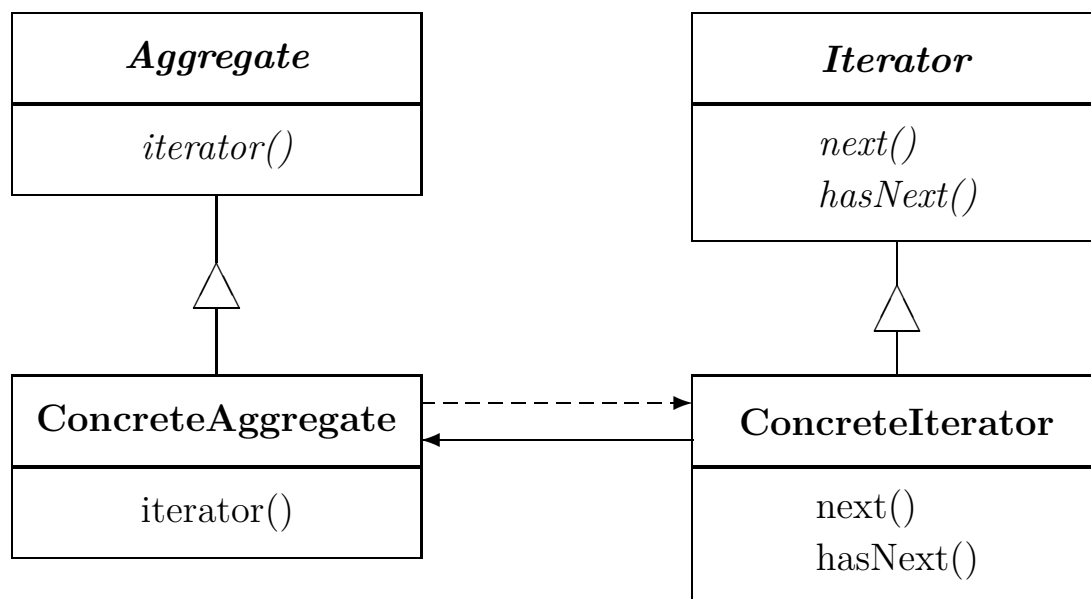 Aggregate
iterator()
Iterator
next()
hasNext()
ConcreteAggregate
iterator()
ConcreteIterator
next()
hasNext()